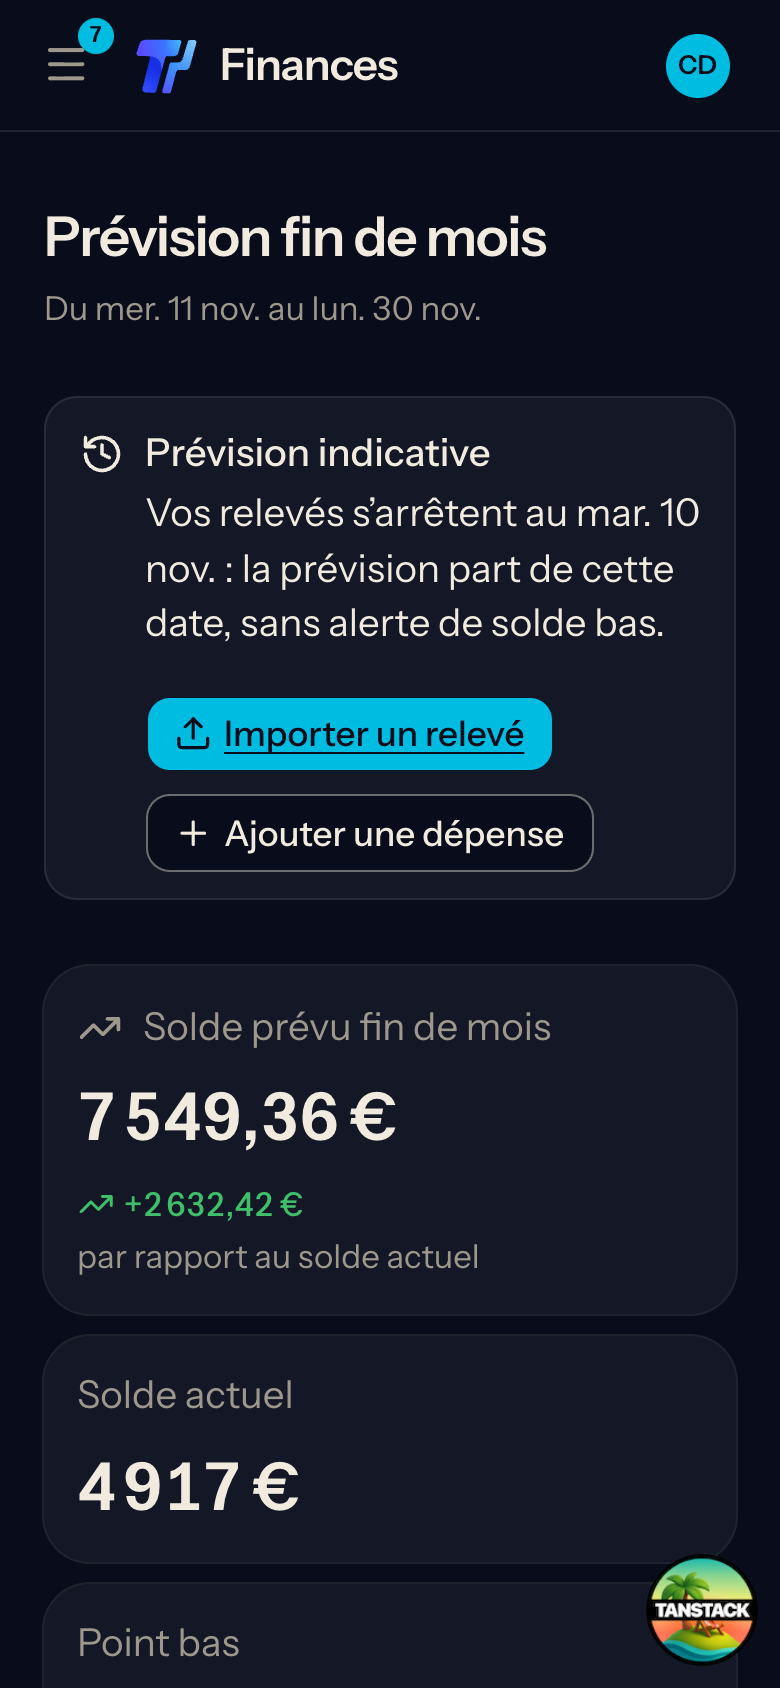 7
Finances
CD
Prévision fin de mois
Du mer. 11 nov. au lun. 30 nov.
Prévision indicative
Vos relevés s’arrêtent au mar. 10
nov. : la prévision part de cette
date, sans alerte de solde bas.
Importer un relevé
Ajouter une dépense
Solde prévu fin de mois
7 549,36 €
+2 632,42 €
par rapport au solde actuel
Solde actuel
4 917 €
TANSTACK
Point bas